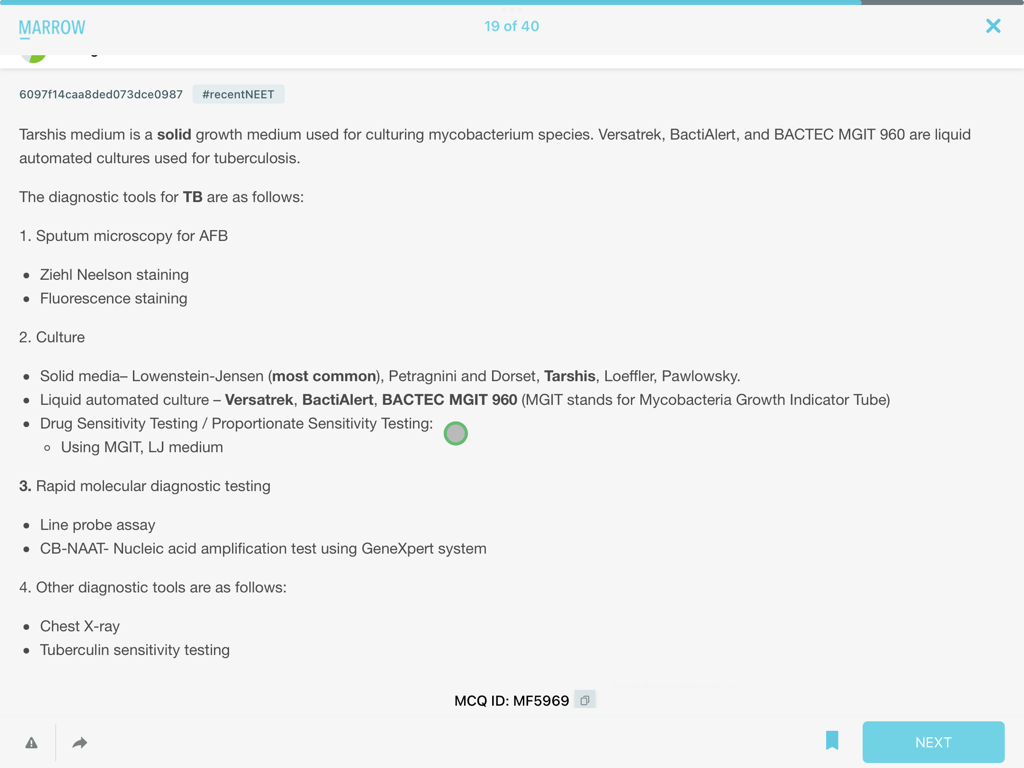 MARROW
19 of 40
6097f14caa8ded073dce0987 #recentNEET
Tarshis medium is a solid growth medium used for culturing mycobacterium species. Versatrek, BactiAlert, and BACTEC MGIT 960 are liquid
automated cultures used for tuberculosis.
The diagnostic tools for TB are as follows:
1. Sputum microscopy for AFB
• Ziehl Neelson staining
• Fluorescence staining
2. Culture
• Solid media– Lowenstein-Jensen (most common), Petragnini and Dorset, Tarshis, Loeffler, Pawlowsky.
• Liquid automated culture – Versatrek, BactiAlert, BACTEC MGIT 960 (MGIT stands for Mycobacteria Growth Indicator Tube)
• Drug Sensitivity Testing / Proportionate Sensitivity Testing:
◦ Using MGIT, LJ medium
3. Rapid molecular diagnostic testing
• Line probe assay
• CB-NAAT- Nucleic acid amplification test using GeneXpert system
4. Other diagnostic tools are as follows:
• Chest X-ray
• Tuberculin sensitivity testing
MCQ ID: MF5969
NEXT